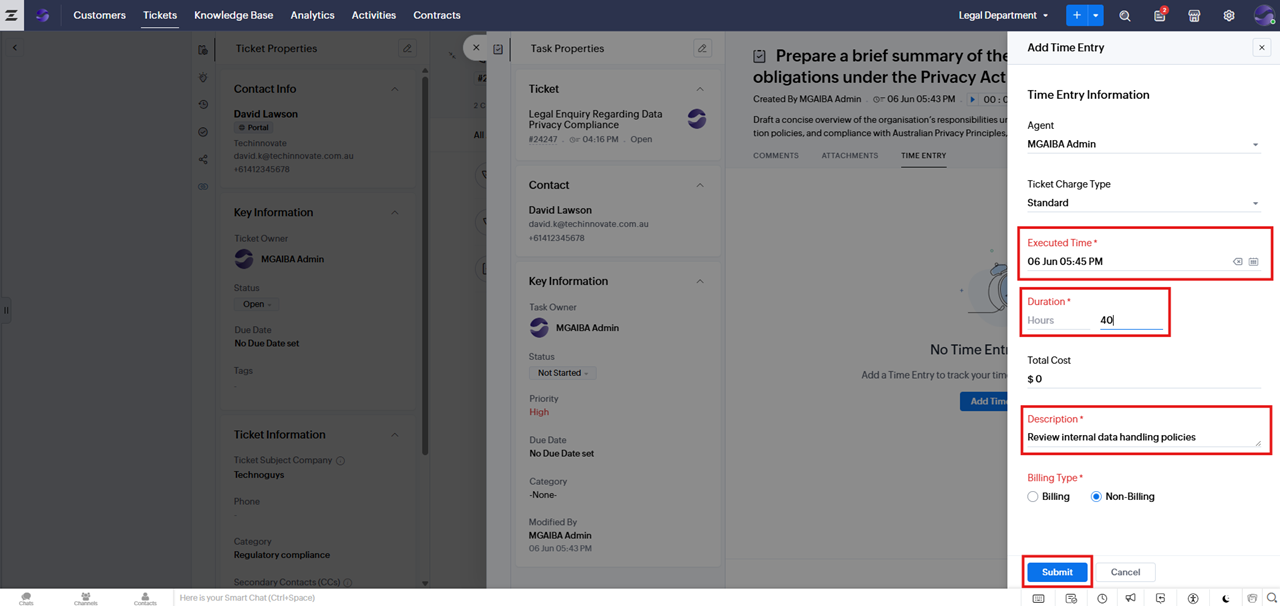 Customers
Tickets
Knowledge Base
Analytics
Activities
Contracts
Legal Department
2
Ticket Properties
Contact Info
David Lawson
Portal
Techinnovate
david.k@techinnovate.com.au
+61412345678
Key Information
Ticket Owner
MGAIBA Admin
Status
Open
Due Date
No Due Date set
Tags
-
Ticket Information
Ticket Subject Company
Technoguys
Phone
-
Category
Regulatory compliance
Secondary Contacts (CCs)
All
Task Properties
Ticket
Legal Enquiry Regarding Data
Privacy Compliance
#24247 . 04:16 PM . Open
Contact
David Lawson
david.k@techinnovate.com.au
+61412345678
Key Information
Task Owner
MGAIBA Admin
Status
Not Started
Priority
High
Due Date
No Due Date set
Category
-None-
Modified By
MGAIBA Admin
06 Jun 05:43 PM
Prepare a brief summary of the
obligations under the Privacy Act
Created By MGAIBA Admin . 06 Jun 05:43 PM . 00 :
Draft a concise overview of the organisation's responsibilities
tion policies, and compliance with Australian Privacy Principles,
COMMENTS
ATTACHMENTS
TIME ENTRY
No Time
Add a Time Entry to track your
Add
Add Time Entry
Time Entry Information
Agent
MGAIBA Admin
Ticket Charge Type
Standard
Executed Time *
06 Jun 05:45 PM
Duration *
Hours
40
Total Cost
$ 0
Description *
Review internal data handling policies
Billing Type *
Billing
Non-Billing
Submit
Cancel
Chats
Channels
Contacts
Here is your Smart Chat (Ctrl+Space)